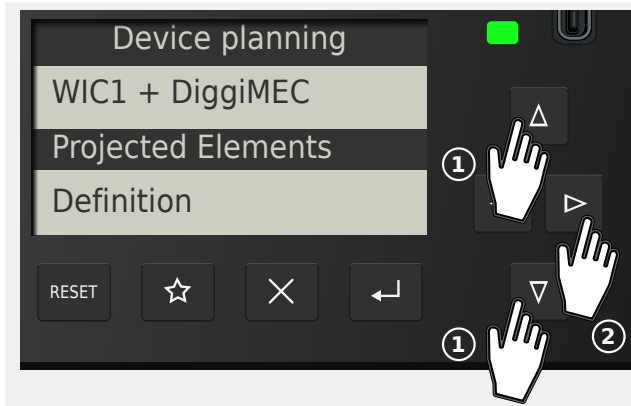 Device planning
WIC1 + DiggiMEC
Projected Elements
Definition
RESET
1
1
2